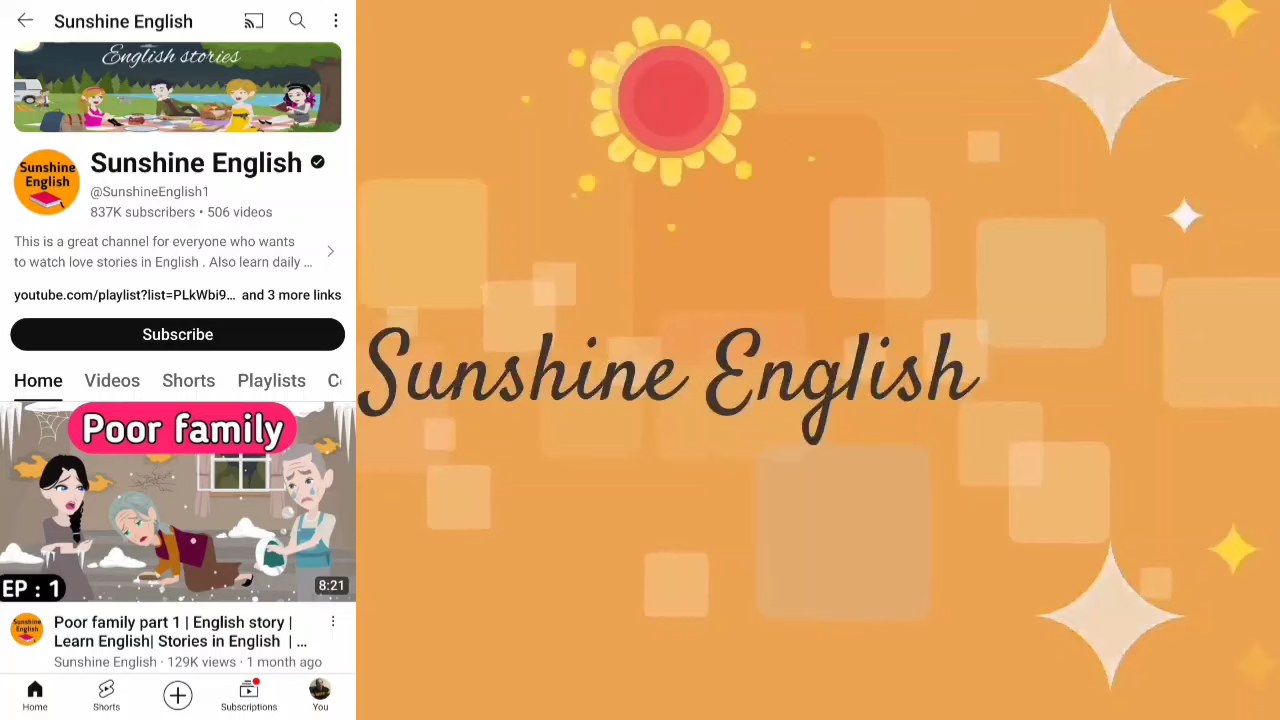 Sunshine English
English stories
Sunshine
English
Sunshine English
@SunshineEnglish1
837K subscribers • 506 videos
This is a great channel for everyone who wants
to watch love stories in English . Also learn daily ...
youtube.com/playlist?list=PLkWbi9... and 3 more links
Subscribe
Home Videos Shorts Playlists
Poor family
EP : 1
8:21
Sunshine
English
Poor family part 1 | English story |
Learn English| Stories in English | ...
Sunshine English · 129K views · 1 month ago
Home Shorts Subscriptions You
Sunshine English